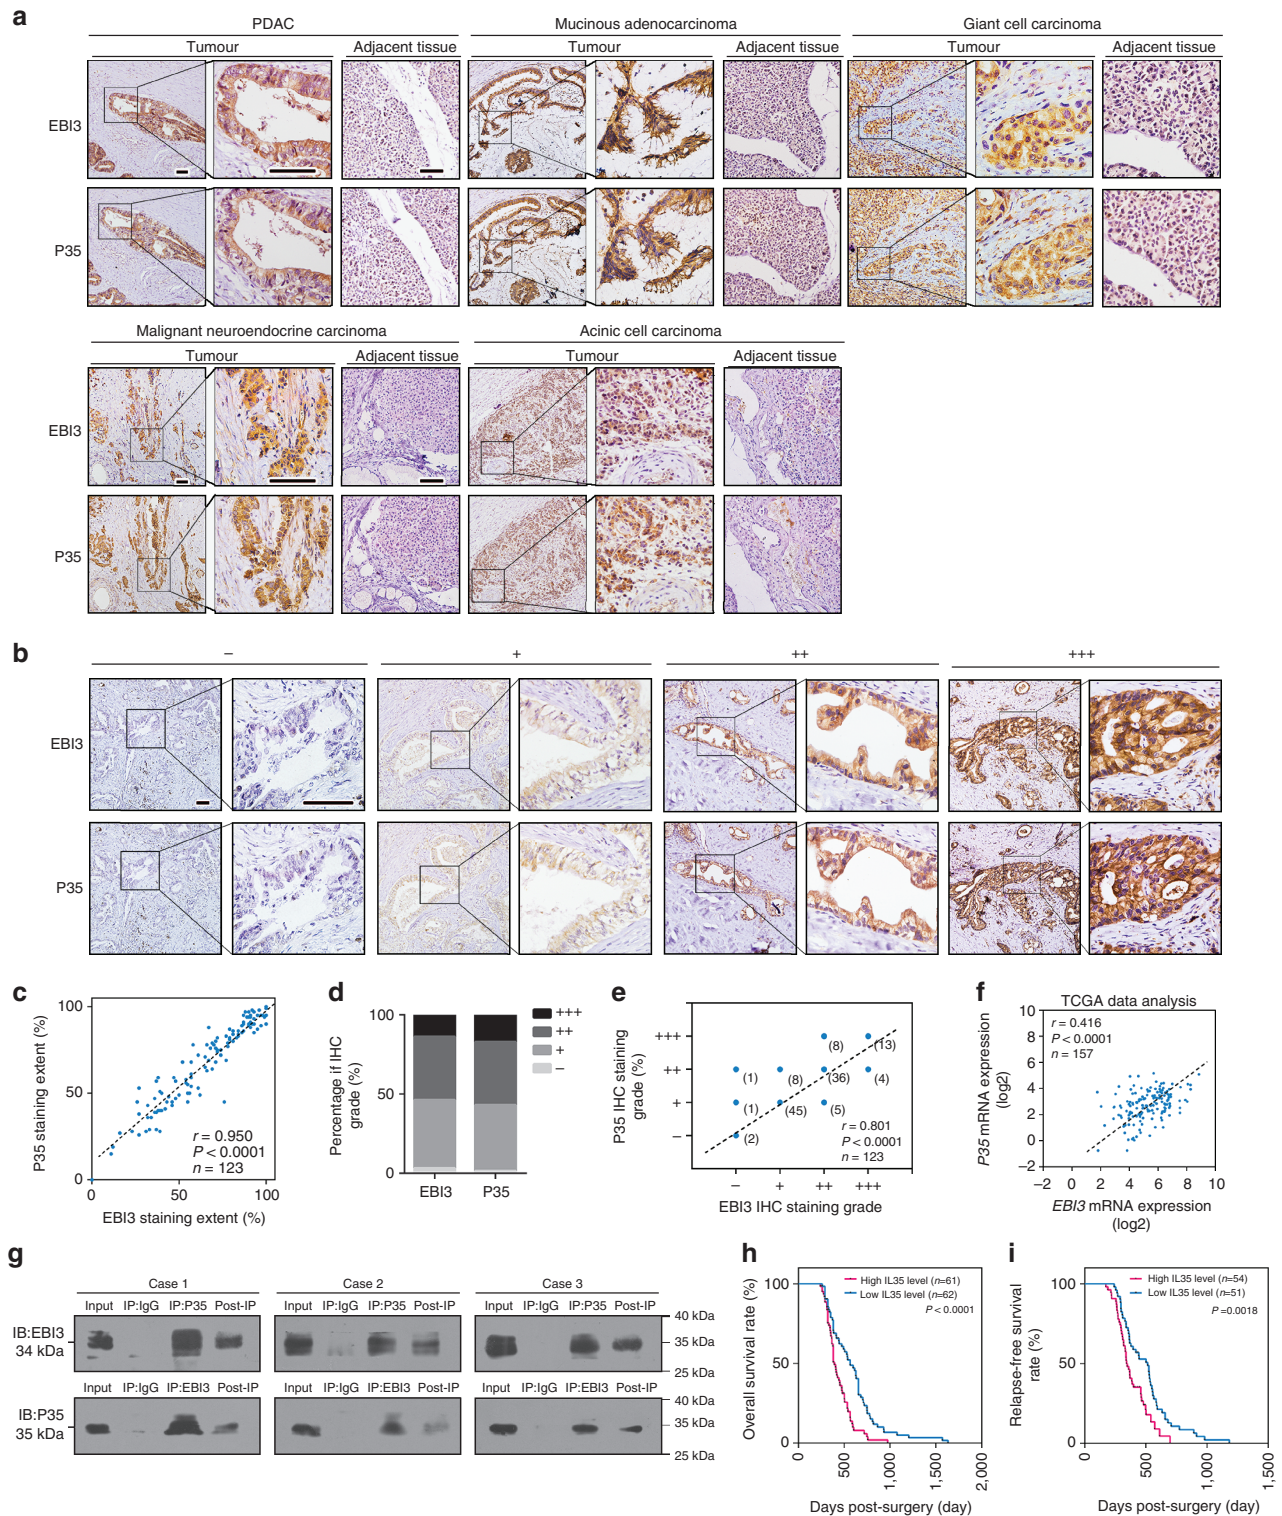 a
PDAC
Mucinous adenocarcinoma
Giant cell carcinoma
Tumour
Adjacent tissue
Tumour
Adjacent tissue
Tumour
Adjacent tissue
EBI3
P35
Malignant neuroendocrine carcinoma
Acinic cell carcinoma
Tumour
Adjacent tissue
Tumour
Adjacent tissue
EBI3
P35
b
–
+
++
+++
EBI3
P35
c
100
50
0
P35 staining extent (%)
r = 0.950
P < 0.0001
n = 123
0
50
100
EBI3 staining extent (%)
d
100
50
0
Percentage if IHC
grade (%)
+++
++
+
–
EBI3
P35
e
P35 IHC staining
grade (%)
+++
++
+
–
(8)
(13)
(1)
(8)
(36)
(4)
(1)
(45)
(5)
(2)
r = 0.801
P < 0.0001
n = 123
–
+
++
+++
EBI3 IHC staining grade
f
TCGA data analysis
10
8
6
4
2
0
–2
P35 mRNA expression
(log2)
r = 0.416
P < 0.0001
n = 157
–2
0
2
4
6
8
10
EBI3 mRNA expression
(log2)
g
Case 1
Case 2
Case 3
Input IP:IgG IP:P35 Post-IP
Input IP:IgG IP:P35 Post-IP
Input IP:IgG IP:P35 Post-IP
IB:EBI3
34 kDa
40 kDa
35 kDa
25 kDa
Input IP:IgG IP:EBI3 Post-IP
Input IP:IgG IP:EBI3 Post-IP
Input IP:IgG IP:EBI3 Post-IP
IB:P35
35 kDa
40 kDa
35 kDa
25 kDa
h
Overall survival rate (%)
100
50
0
High IL35 level (n=61)
Low IL35 level (n=62)
P < 0.0001
0
500
1,000
1,500
2,000
Days post-surgery (day)
i
Relapse-free survival
rate (%)
100
50
0
High IL35 level (n=54)
Low IL35 level (n=51)
P =0.0018
0
500
1,000
1,500
Days post-surgery (day)